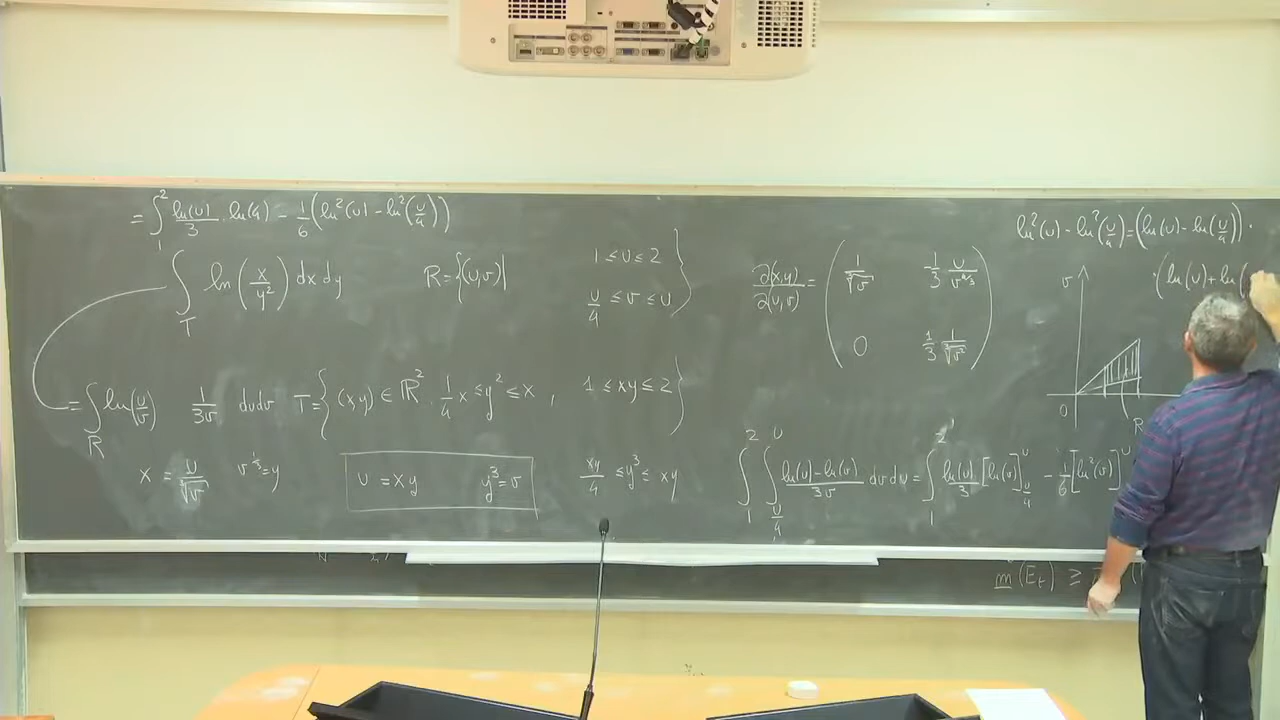 = ∫₁² ln(u)/3 · ln(4) − 1/6 (ln²(u) − ln²(u/4))
∫_T ln(x/y²) dx dy R={(u,v)| 1 ≤ u ≤ 2
u/4 ≤ v ≤ u }
= ∫_R ln(u/v) 1/3v du dv T={(x,y) ∈ ℝ² · 1/4 x ≤ y² ≤ x , 1 ≤ xy ≤ 2}
x = u/∛v v^{1/3}=y u = xy y³=v xy/4 ≤ y³ ≤ xy
∂(x,y)/∂(u,v) = ( 1/∛v 1/3 u/v^{4/3}
0 1/3 1/∛v² )
∫₁² ∫_{u/4}^u (ln(u)−ln(v))/3v dv du = ∫₁² ln(u)/3 [ln(v)]_{u/4}^u − 1/6 [ln²(v)]^u
ln²(u) − ln²(u/4) = (ln(u) − ln(u/4)) ·
· (ln(u) + ln(
v
0
R
m(E_t) ≥